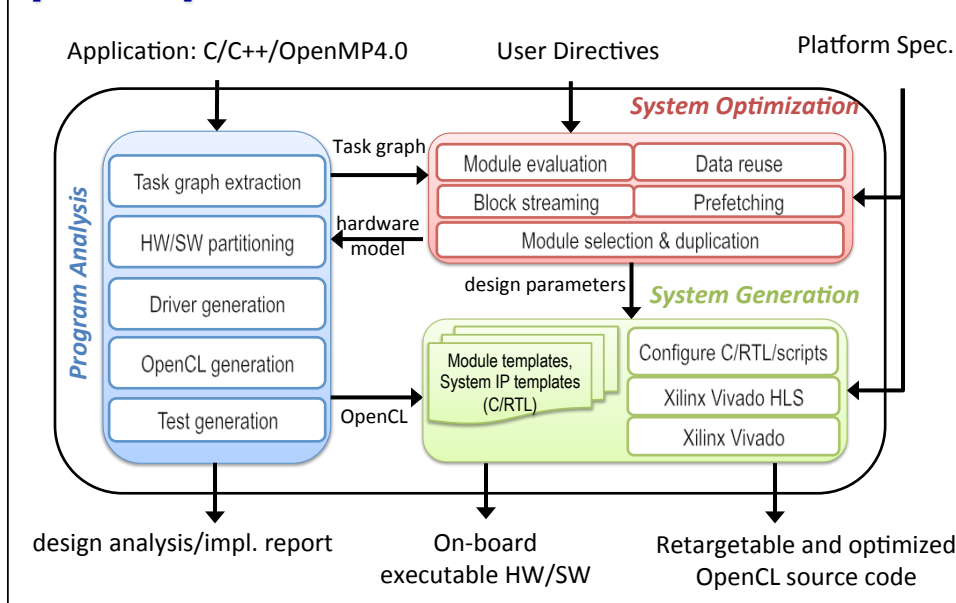 Application: C/C++/OpenMP4.0
User Directives
Platform Spec.
System Optimization
Program Analysis
Task graph extraction
HW/SW partitioning
Driver generation
OpenCL generation
Test generation
Task graph
hardware
model
Module evaluation
Data reuse
Block streaming
Prefetching
Module selection & duplication
design parameters
System Generation
OpenCL
Module templates,
System IP templates
(C/RTL)
Configure C/RTL/scripts
Xilinx Vivado HLS
Xilinx Vivado
design analysis/impl. report
On-board
executable HW/SW
Retargetable and optimized
OpenCL source code